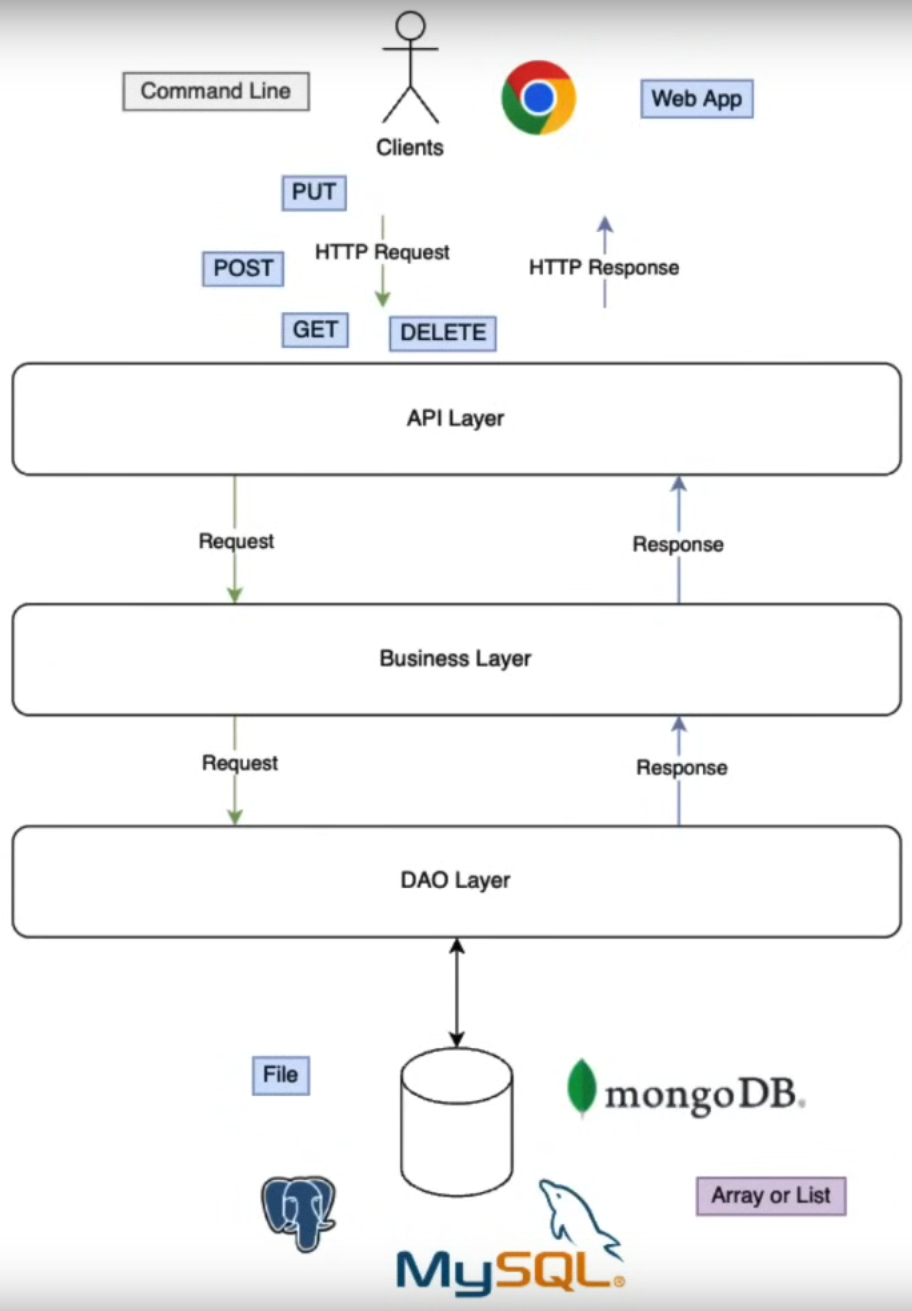 Command Line
Web App
Clients
PUT
HTTP Request
POST
HTTP Response
GET
DELETE
API Layer
Request
Response
Business Layer
Request
Response
DAO Layer
File
mongoDB®
Array or List
MySQL®